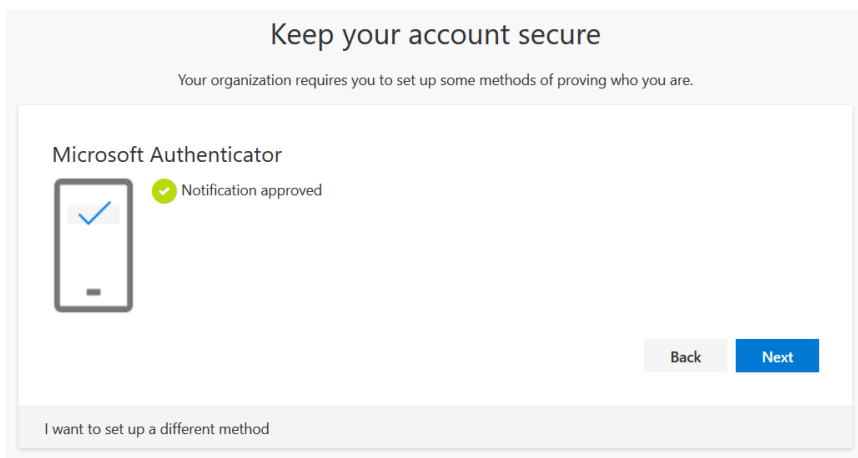 Keep your account secure
Your organization requires you to set up some methods of proving who you are.
Microsoft Authenticator
Notification approved
Back
Next
I want to set up a different method